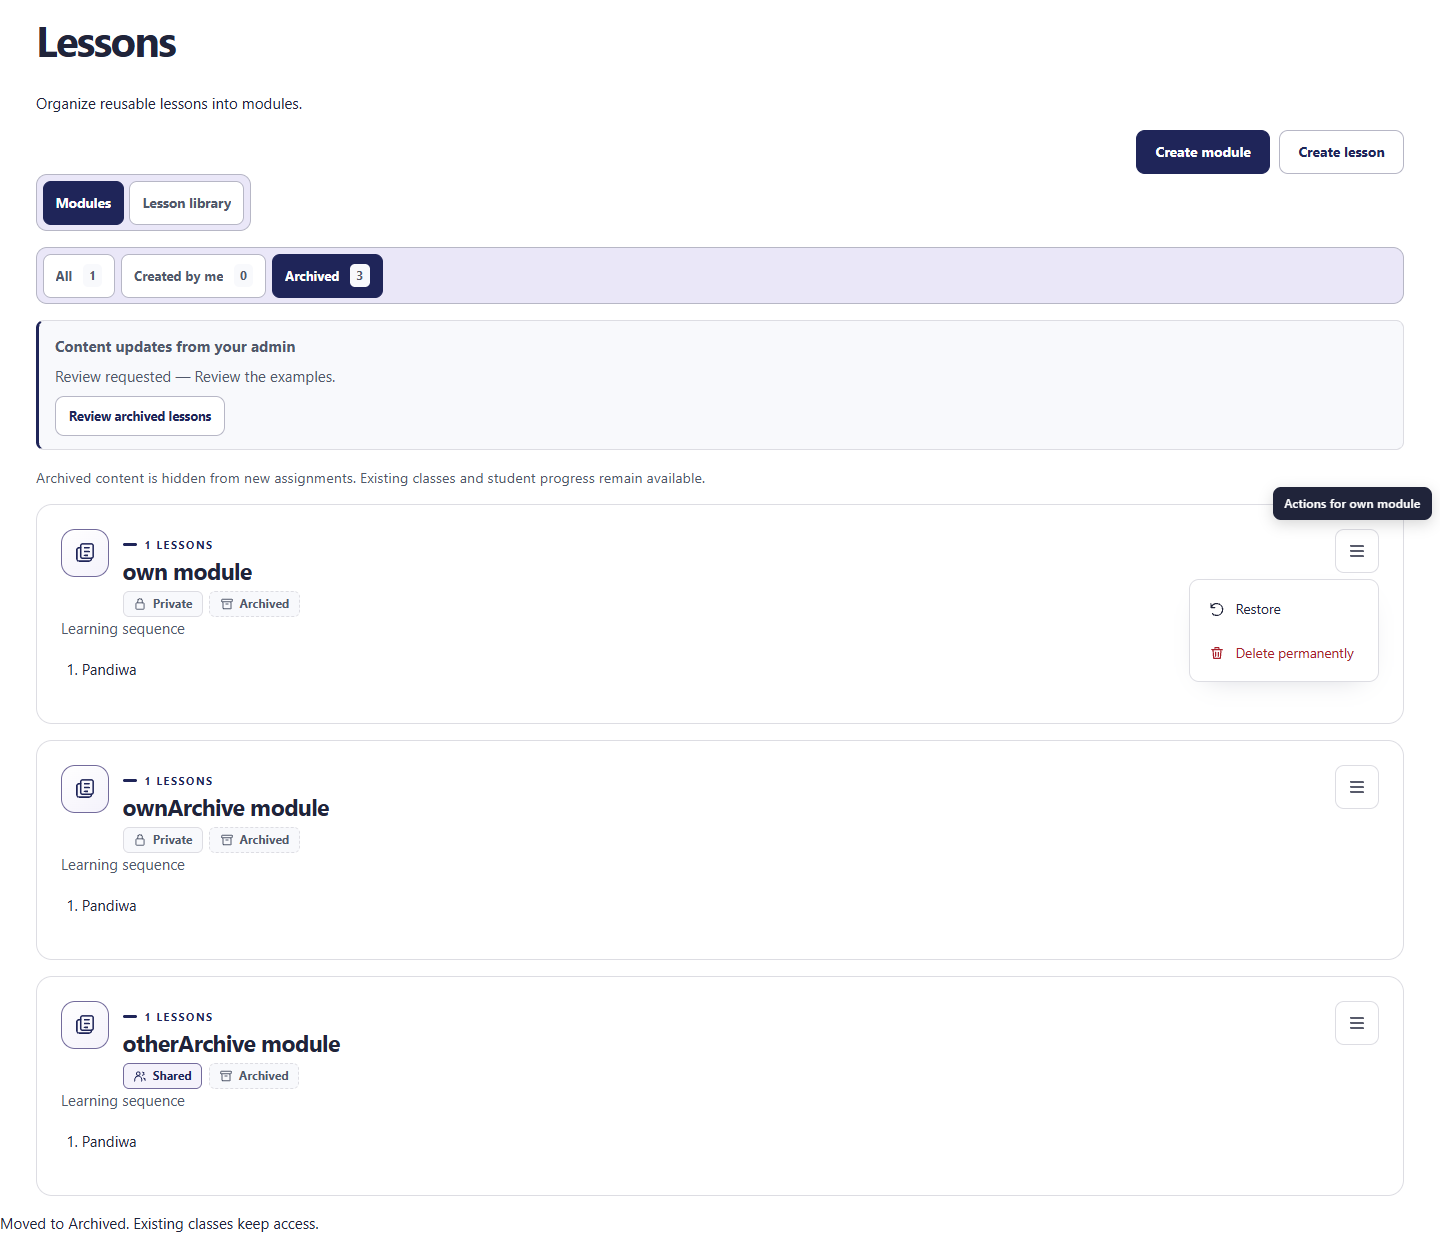 Lessons
Organize reusable lessons into modules.
Create module
Create lesson
Modules
Lesson library
All 1
Created by me 0
Archived 3
Content updates from your admin
Review requested — Review the examples.
Review archived lessons
Archived content is hidden from new assignments. Existing classes and student progress remain available.
Actions for own module
1 LESSONS
own module
Private
Archived
Learning sequence
1. Pandiwa
Restore
Delete permanently
1 LESSONS
ownArchive module
Private
Archived
Learning sequence
1. Pandiwa
1 LESSONS
otherArchive module
Shared
Archived
Learning sequence
1. Pandiwa
Moved to Archived. Existing classes keep access.